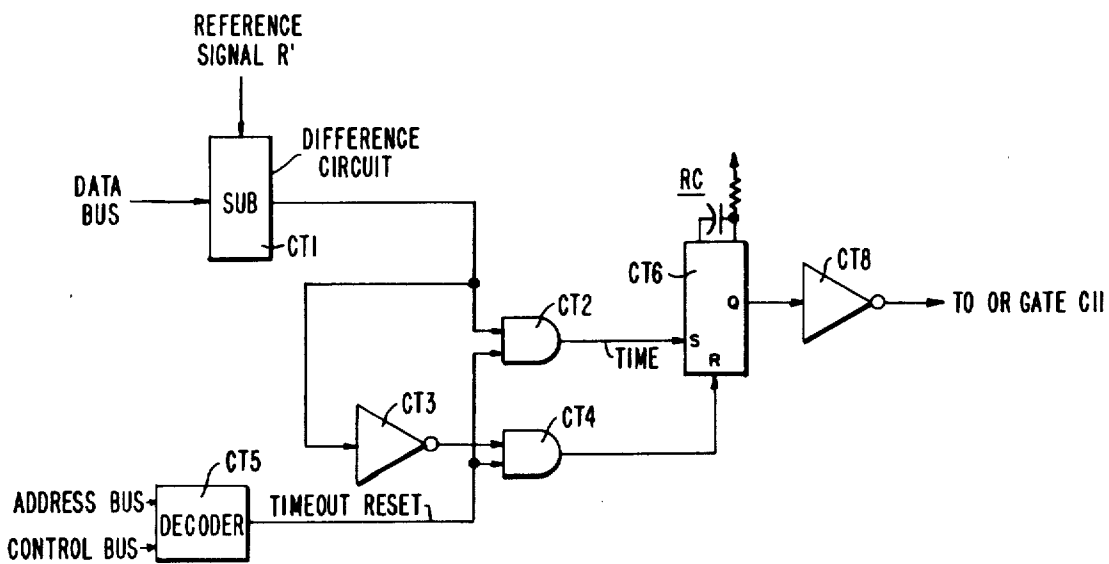 REFERENCE
SIGNAL R'
DIFFERENCE
CIRCUIT
DATA
BUS
SUB
CT1
RC
CT6
CT8
Q
TO OR GATE C11
CT2
S
TIME
R
CT3
CT4
CT5
ADDRESS BUS
DECODER
TIMEOUT RESET
CONTROL BUS